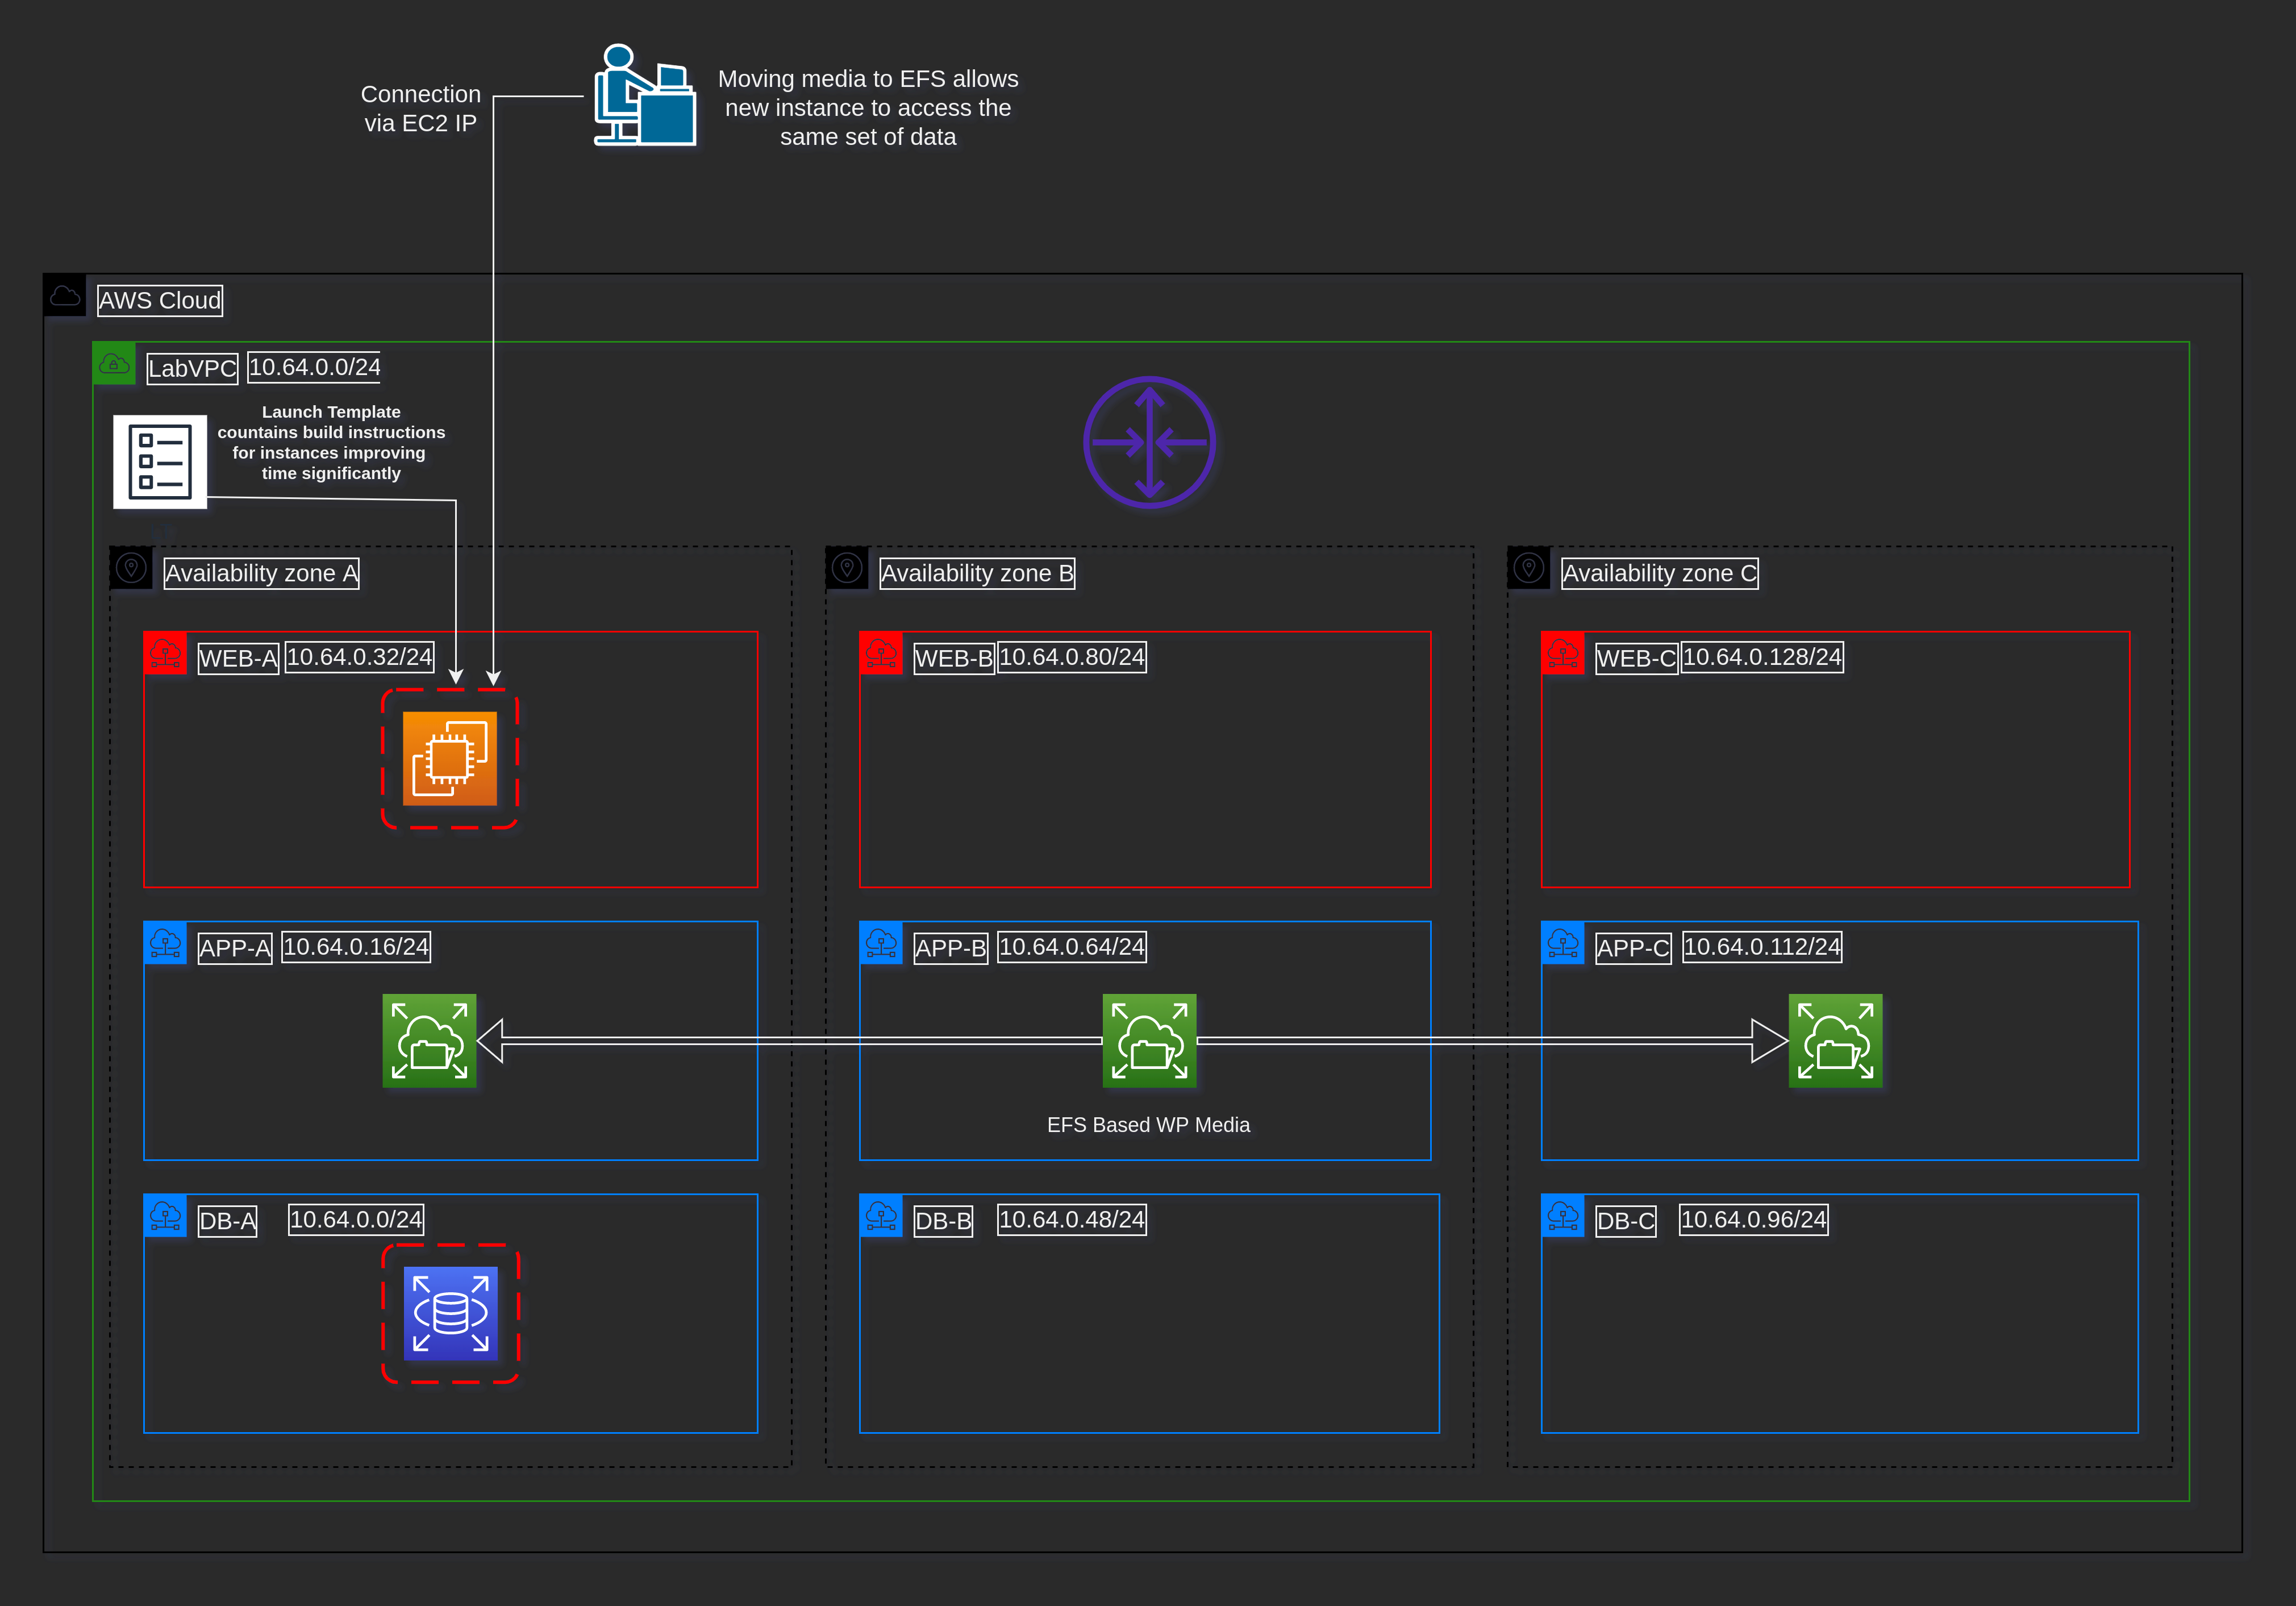 Connection
via EC2 IP
Moving media to EFS allows
new instance to access the
same set of data
AWS Cloud
LabVPC
10.64.0.0/24
Launch Template
countains build instructions
for instances improving
time significantly
Availability zone A
Availability zone B
Availability zone C
WEB-A
10.64.0.32/24
WEB-B
10.64.0.80/24
WEB-C
10.64.0.128/24
APP-A
10.64.0.16/24
APP-B
10.64.0.64/24
APP-C
10.64.0.112/24
EFS Based WP Media
DB-A
10.64.0.0/24
DB-B
10.64.0.48/24
DB-C
10.64.0.96/24